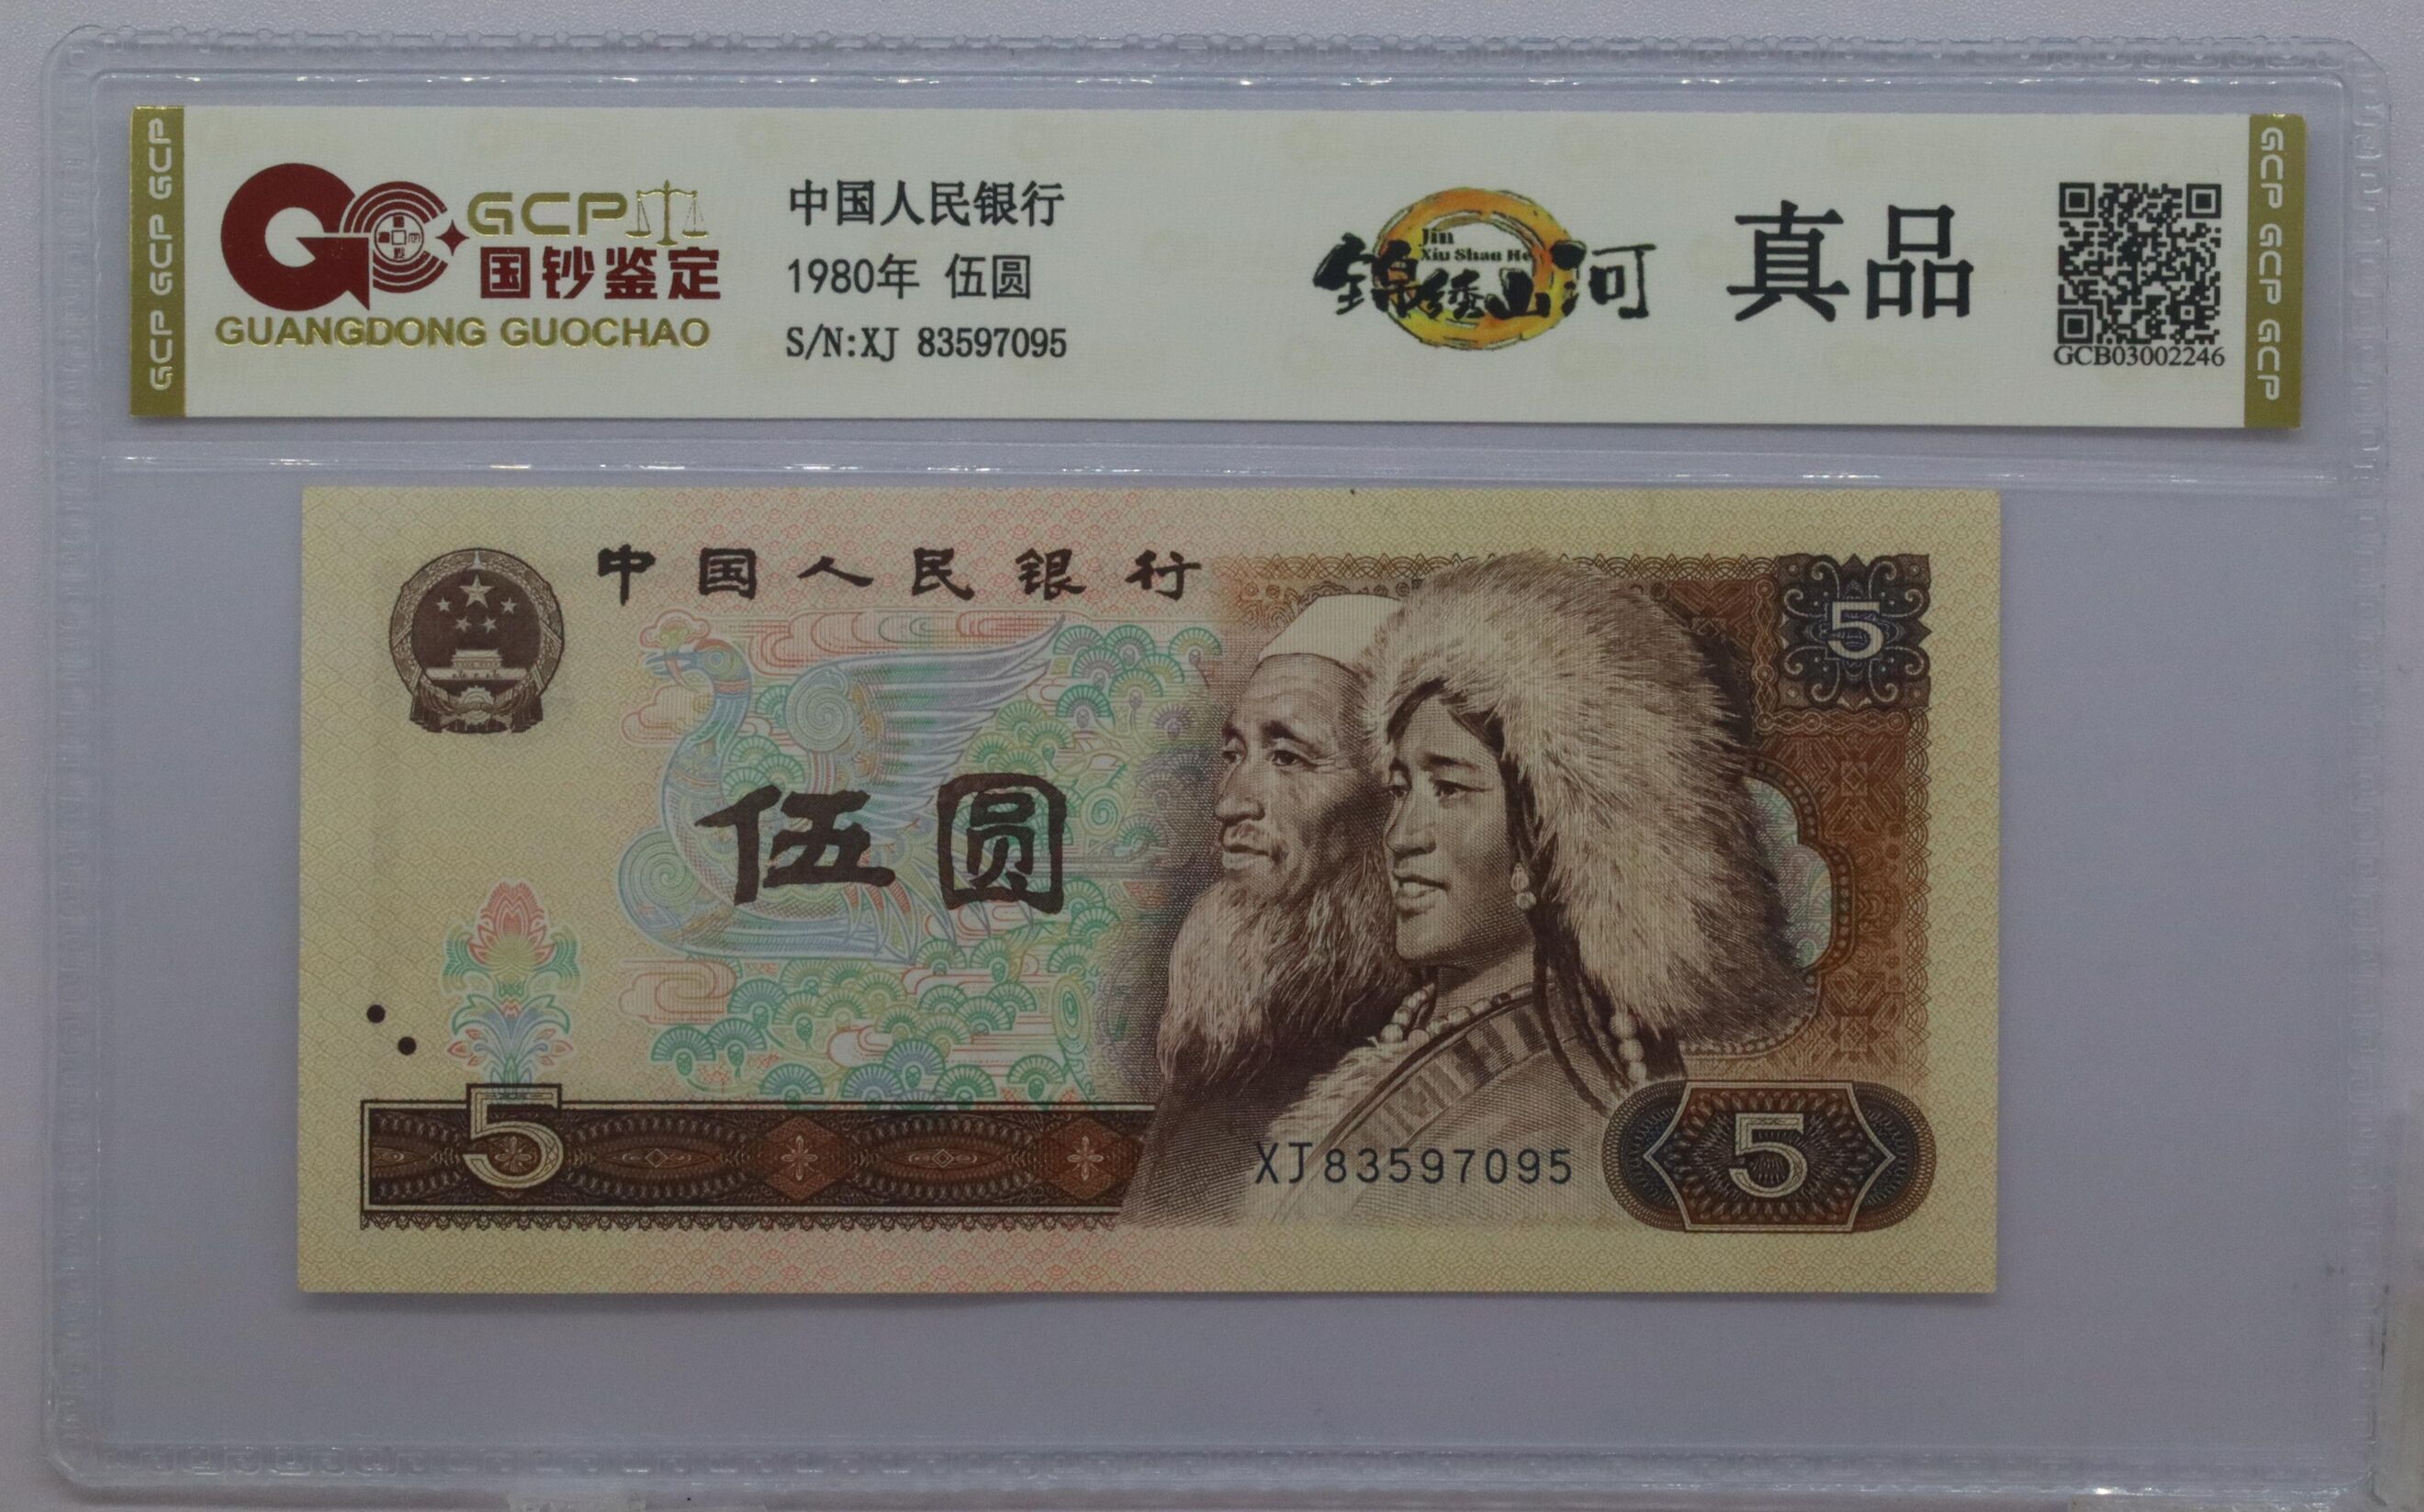 GCP GCP GCP
GCP
国钞鉴定
GUANGDONG GUOCHAO
中国人民银行
1980年 伍圆
S/N:XJ 83597095
Jin
Xiu Shan He
锦绣山河
真品
GCB03002246
GCP GCP GCP
中国人民银行
5
伍圆
5
XJ83597095
5